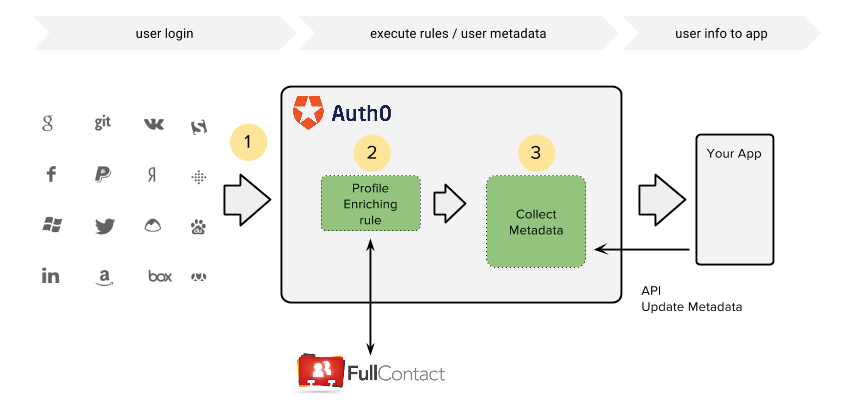 user login
execute rules / user metadata
user info to app
Auth0
1
2
3
Profile
Enriching
rule
Collect
Metadata
Your App
g
git
f
in
a
box
API
Update Metadata
FullContact